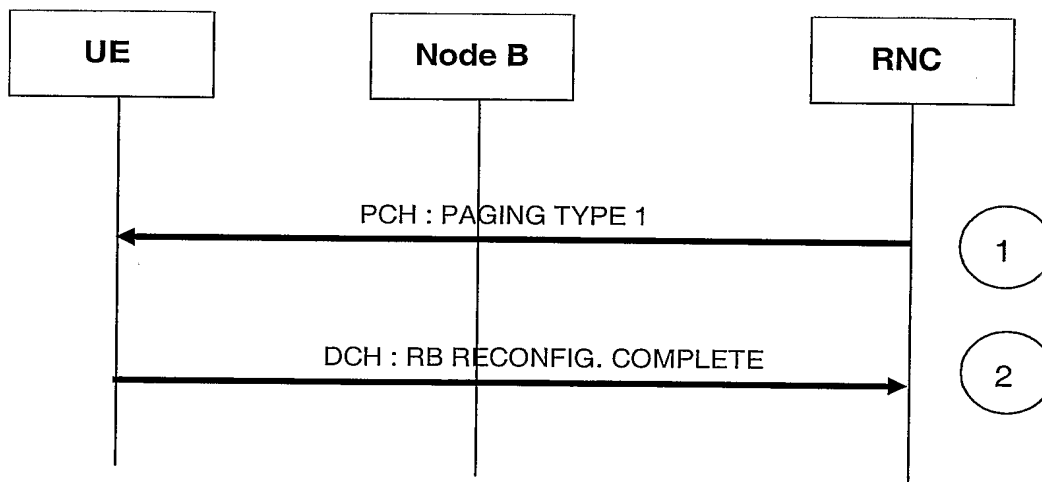 UE
Node B
RNC
PCH : PAGING TYPE 1
1
DCH : RB RECONFIG. COMPLETE
2